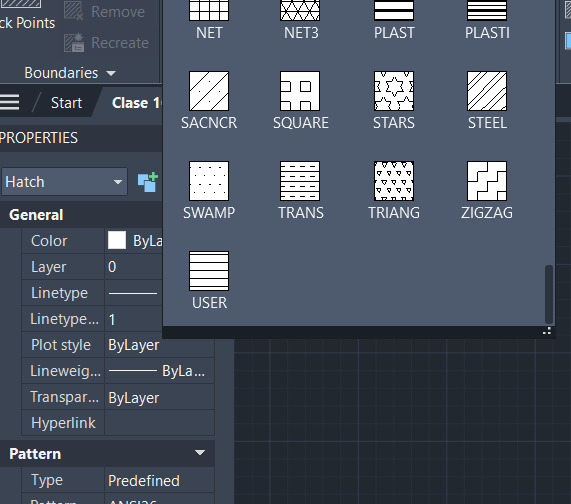 ck Points
Remove
Recreate
Boundaries
Start
Clase 1
PROPERTIES
Hatch
General
Color ByLa
Layer 0
Linetype
Linetype... 1
Plot style ByLayer
Lineweig... ByLa...
Transpar... ByLayer
Hyperlink
Pattern
Type Predefined
NET NET3 PLAST PLASTI
SACNCR SQUARE STARS STEEL
SWAMP TRANS TRIANG ZIGZAG
USER